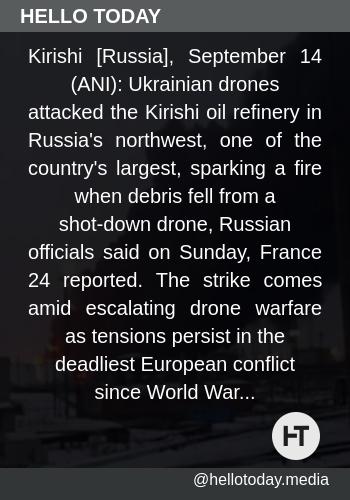 HELLO TODAY
Kirishi [Russia], September 14
(ANI): Ukrainian drones
attacked the Kirishi oil refinery in
Russia's northwest, one of the
country's largest, sparking a fire
when debris fell from a
shot-down drone, Russian
officials said on Sunday, France
24 reported. The strike comes
amid escalating drone warfare
as tensions persist in the
deadliest European conflict
since World War...
HT
@hellotoday.media